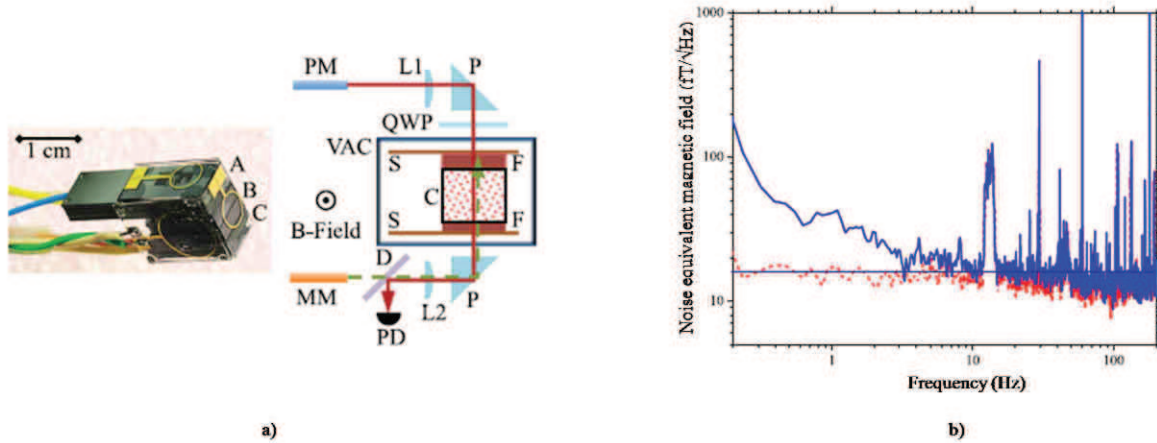 1 cm
A
B
C
PM
L1
P
QWP
VAC
S
F
C
B-Field
S
F
D
MM
L2
P
PD
a)
Noise equivalent magnetic field (fT/√Hz)
1000
100
10
1
10
100
Frequency (Hz)
b)